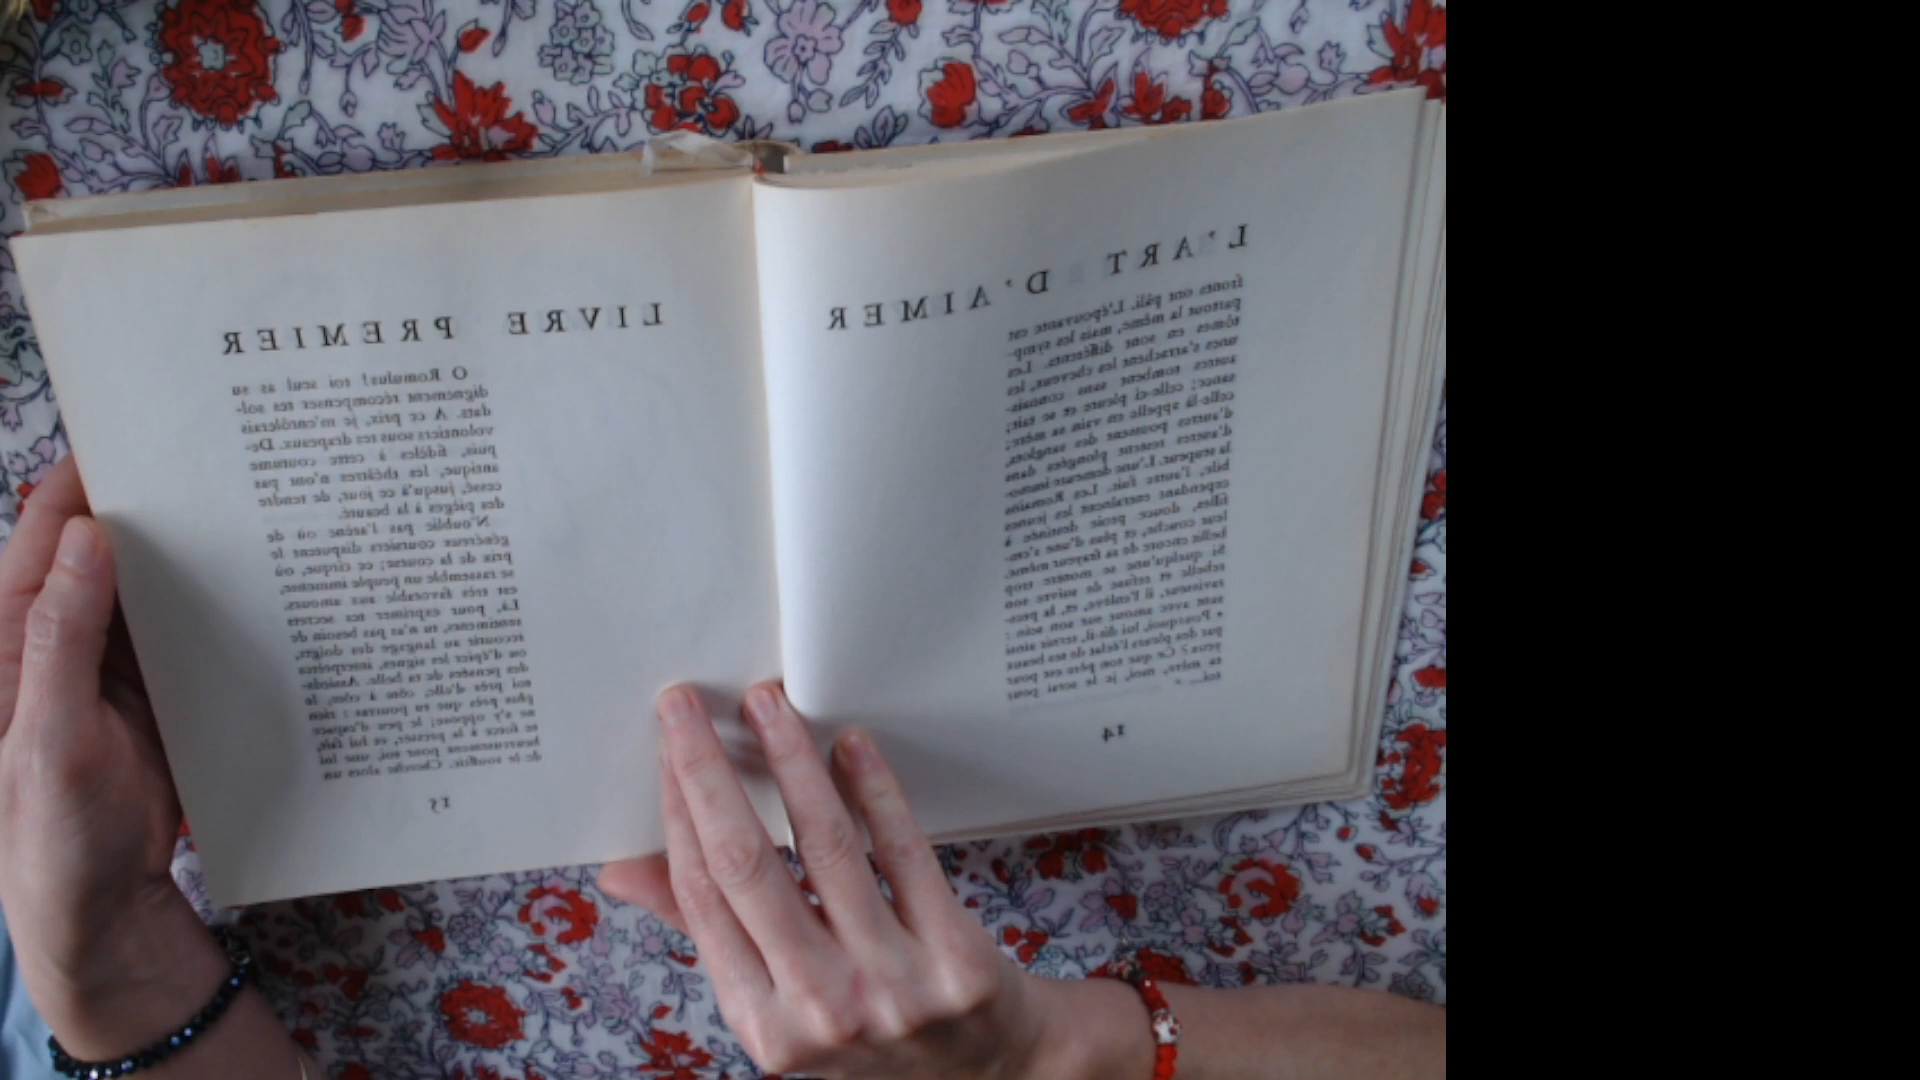 L'ART D'AIMER
fronts ont pâli. L'épouvante est
partout la même, mais les symp-
tômes en sont différents. Les
unes s'arrachent les cheveux, les
autres tombent sans connais-
sance; celle-ci pleure et se tait;
celle-là appelle en vain sa mère;
d'autres poussent des sanglots,
d'autres restent plongées dans
la stupeur. L'une demeure immo-
bile, l'autre fuit. Les Romains
cependant entraînent les jeunes
filles, douce proie destinée à
leur couche, et plus d'une s'em-
bellit encore de sa frayeur même.
Si quelqu'une se montre trop
rebelle et refuse de suivre son
ravisseur, il l'enlève, et, la pres-
sant avec amour sur son sein :
« Pourquoi, lui dit-il, ternir ainsi
par des pleurs l'éclat de tes beaux
yeux? Ce que ton père est pour
ta mère, moi, je le serai pour
toi... »
14
LIVRE PREMIER
O Romulus! toi seul as su
dignement récompenser tes sol-
dats. A ce prix, je m'enrôlerais
volontiers sous tes drapeaux. De-
puis, fidèles à cette coutume
antique, les théâtres n'ont pas
cessé, jusqu'à ce jour, de tendre
des pièges à la beauté.
N'oublie pas l'arène où de
généreux coursiers disputent le
prix de la course; ce cirque, où
se rassemble un peuple immense,
est très favorable aux amours.
Là, pour exprimer tes secrets
sentiments, tu n'as pas besoin de
recourir au langage des doigts,
ou d'épier les signes, interprètes
des pensées de ta belle. Assieds-
toi près d'elle, côte à côte, le
plus près que tu pourras : rien
ne s'y oppose; le peu d'espace
te force à la presser, et lui fait,
heureusement pour toi, une loi
de le souffrir. Cherche alors un
15